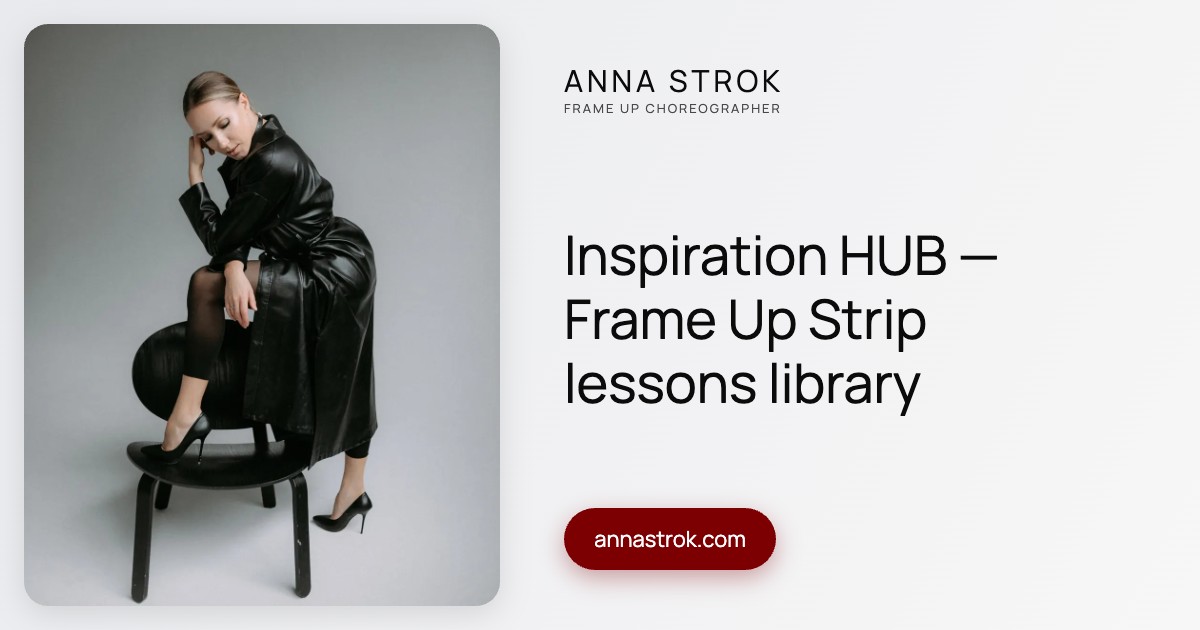 ANNA STROK
FRAME UP CHOREOGRAPHER
Inspiration HUB —
Frame Up Strip
lessons library
annastrok.com